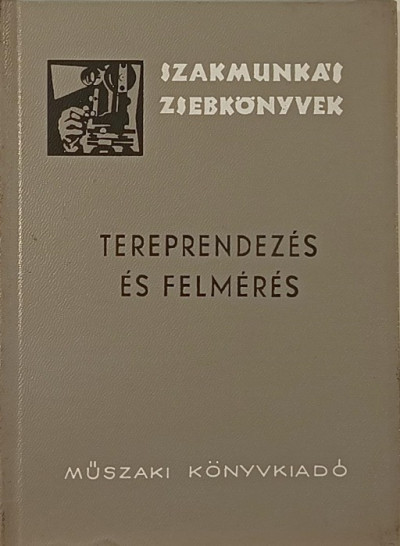 SZAKMUNKÁS
ZSEBKÖNYVEK
TEREPRENDEZÉS
ÉS FELMÉRÉS
MŰSZAKI KÖNYVKIADÓ